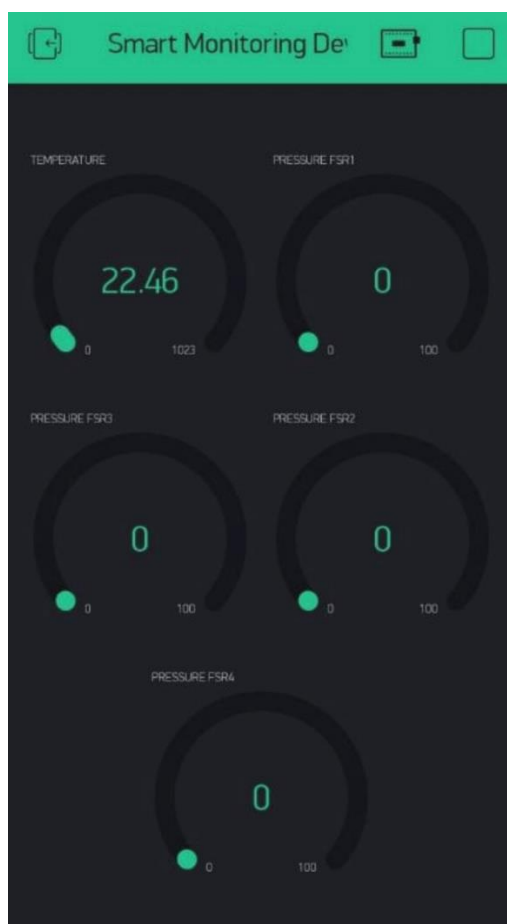 Smart Monitoring De
TEMPERATURE
22.46
0 1023
PRESSURE FSR1
0
0 100
PRESSURE FSR3
0
0 100
PRESSURE FSR2
0
0 100
PRESSURE FSR4
0
0 100